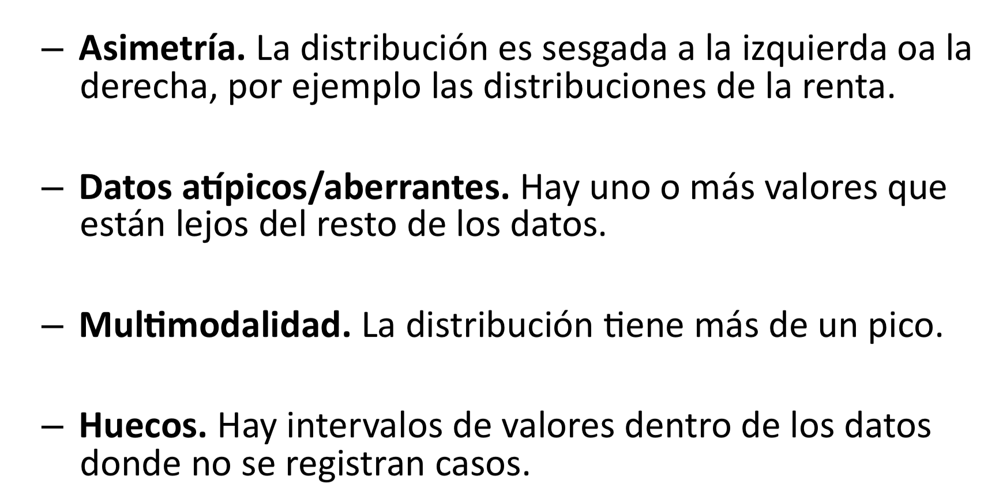 – Asimetría. La distribución es sesgada a la izquierda oa la
derecha, por ejemplo las distribuciones de la renta.
– Datos atípicos/aberrantes. Hay uno o más valores que
están lejos del resto de los datos.
– Multimodalidad. La distribución tiene más de un pico.
– Huecos. Hay intervalos de valores dentro de los datos
donde no se registran casos.